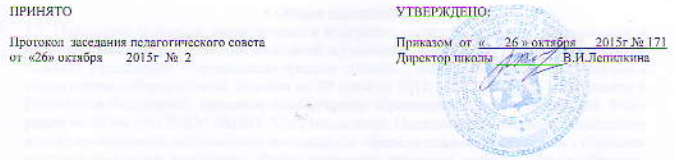 ПРИНЯТО
УТВЕРЖДЕНО:
Протокол заседания педагогического совета
от «26» октября 2015г № 2
Приказом от « 26 » октября 2015г № 171
Директор школы В.И.Лепилкина